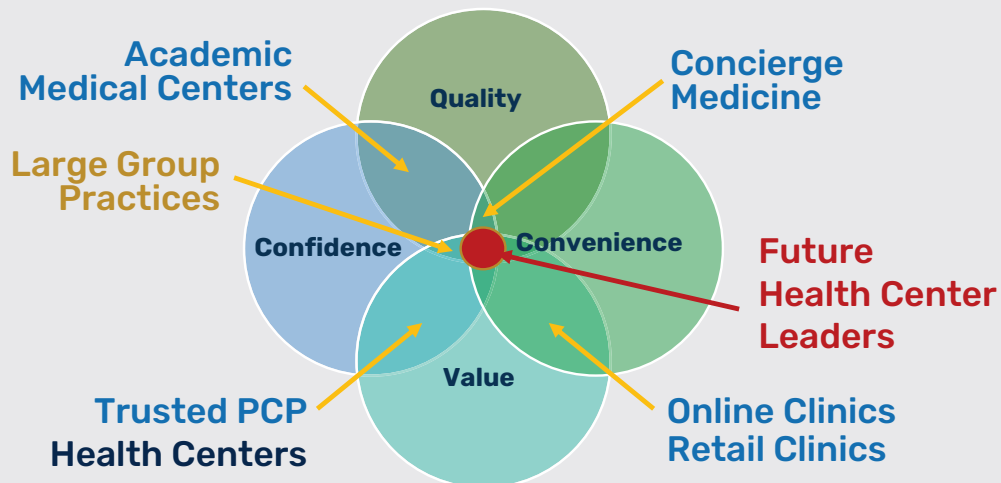 Academic
Medical Centers
Quality
Concierge
Medicine
Large Group
Practices
Confidence
Convenience
Future
Health Center
Leaders
Value
Trusted PCP
Health Centers
Online Clinics
Retail Clinics